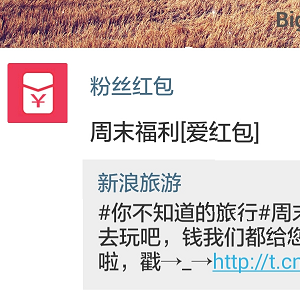 Big
粉丝红包
周末福利[爱红包]
新浪旅游
#你不知道的旅行#周末
去玩吧，钱我们都给您
啦，戳→_→http://t.cn